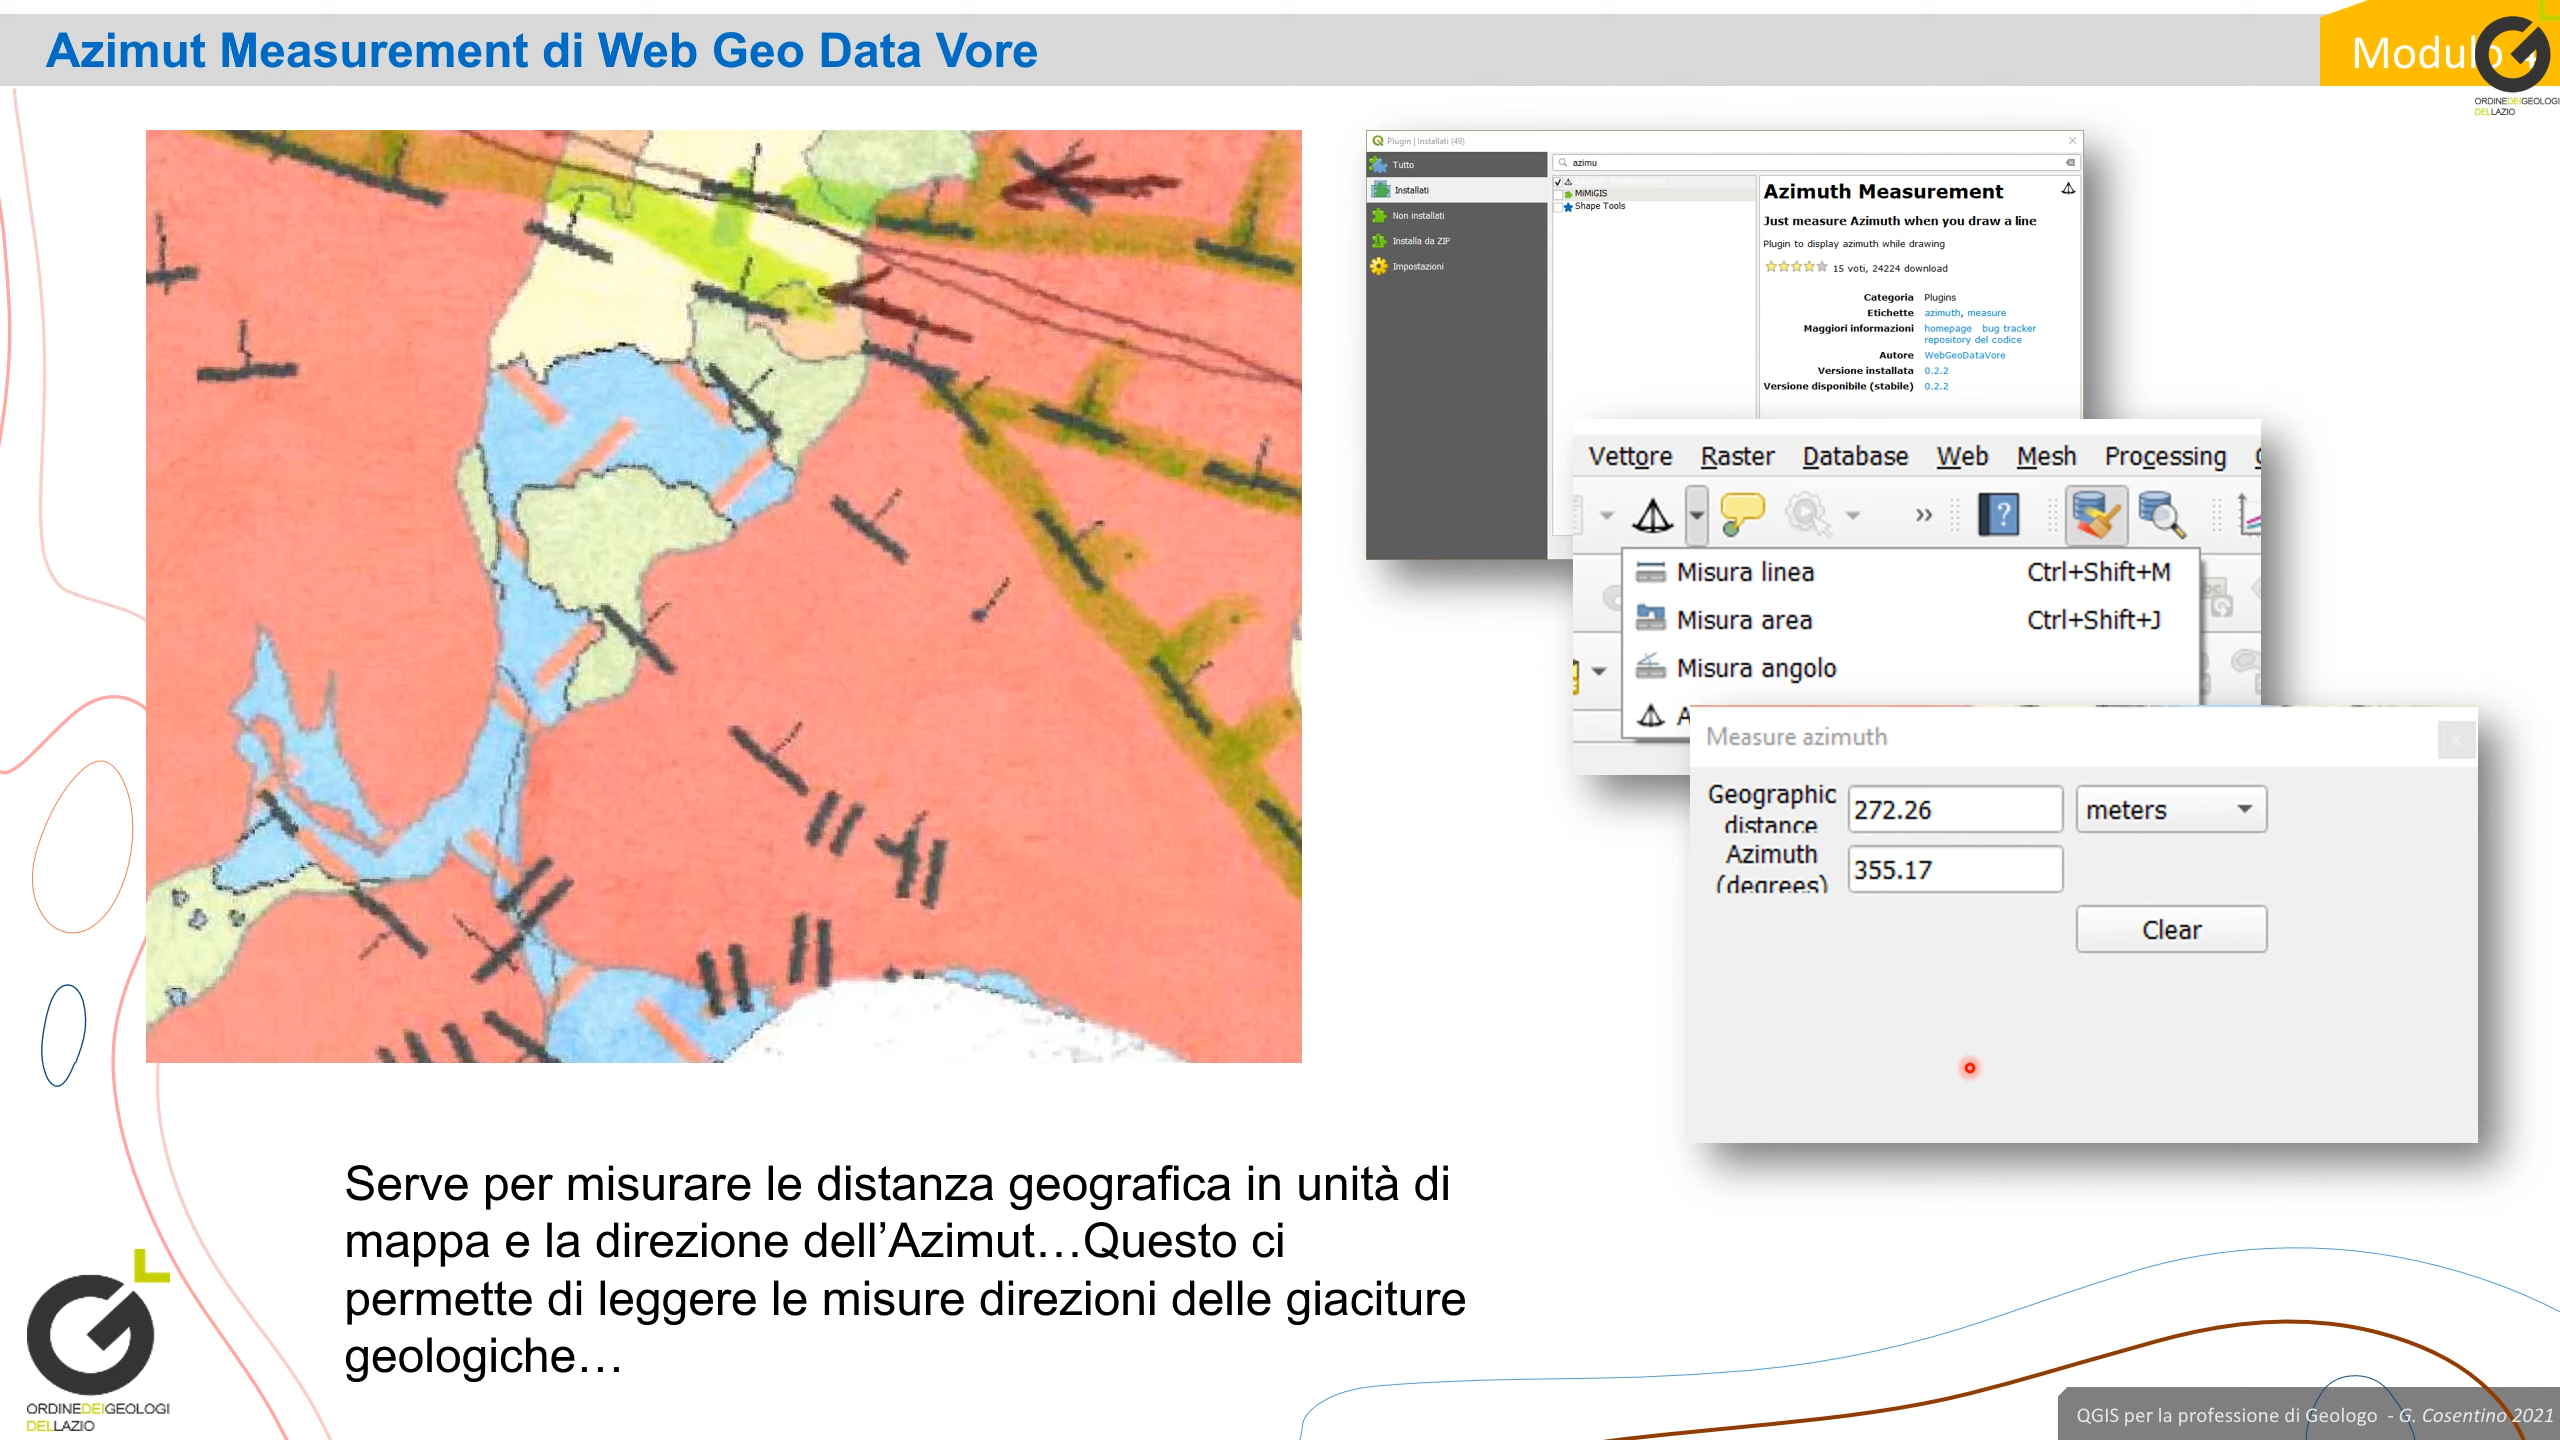 Azimut Measurement di Web Geo Data Vore
ORDINEDEIGEOLOGI
DELLAZIO
Plugin | Installati (49)
Tutto
Installati
Non installati
Installa da ZIP
Impostazioni
azimu
MiMiGIS
Shape Tools
Azimuth Measurement
Just measure Azimuth when you draw a line
Plugin to display azimuth while drawing
15 voti, 24224 download
Categoria Plugins
Etichette azimuth, measure
Maggiori informazioni homepage bug tracker
repository del codice
Autore WebGeoDataVore
Versione installata 0.2.2
Versione disponibile (stabile) 0.2.2
Vettore Raster Database Web Mesh Processing
Misura linea Ctrl+Shift+M
Misura area Ctrl+Shift+J
Misura angolo
A
Measure azimuth
Geographic
distance
272.26 meters
Azimuth
(degrees)
355.17
Clear
Serve per misurare le distanza geografica in unità di
mappa e la direzione dell’Azimut…Questo ci
permette di leggere le misure direzioni delle giaciture
geologiche…
ORDINEDEIGEOLOGI
DELLAZIO
QGIS per la professione di Geologo - G. Cosentino 2021